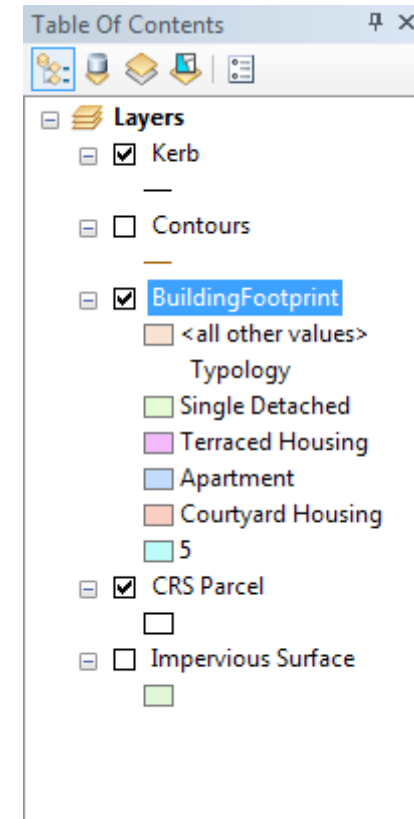 Table Of Contents
Layers
Kerb
Contours
BuildingFootprint
<all other values>
Typology
Single Detached
Terraced Housing
Apartment
Courtyard Housing
5
CRS Parcel
Impervious Surface